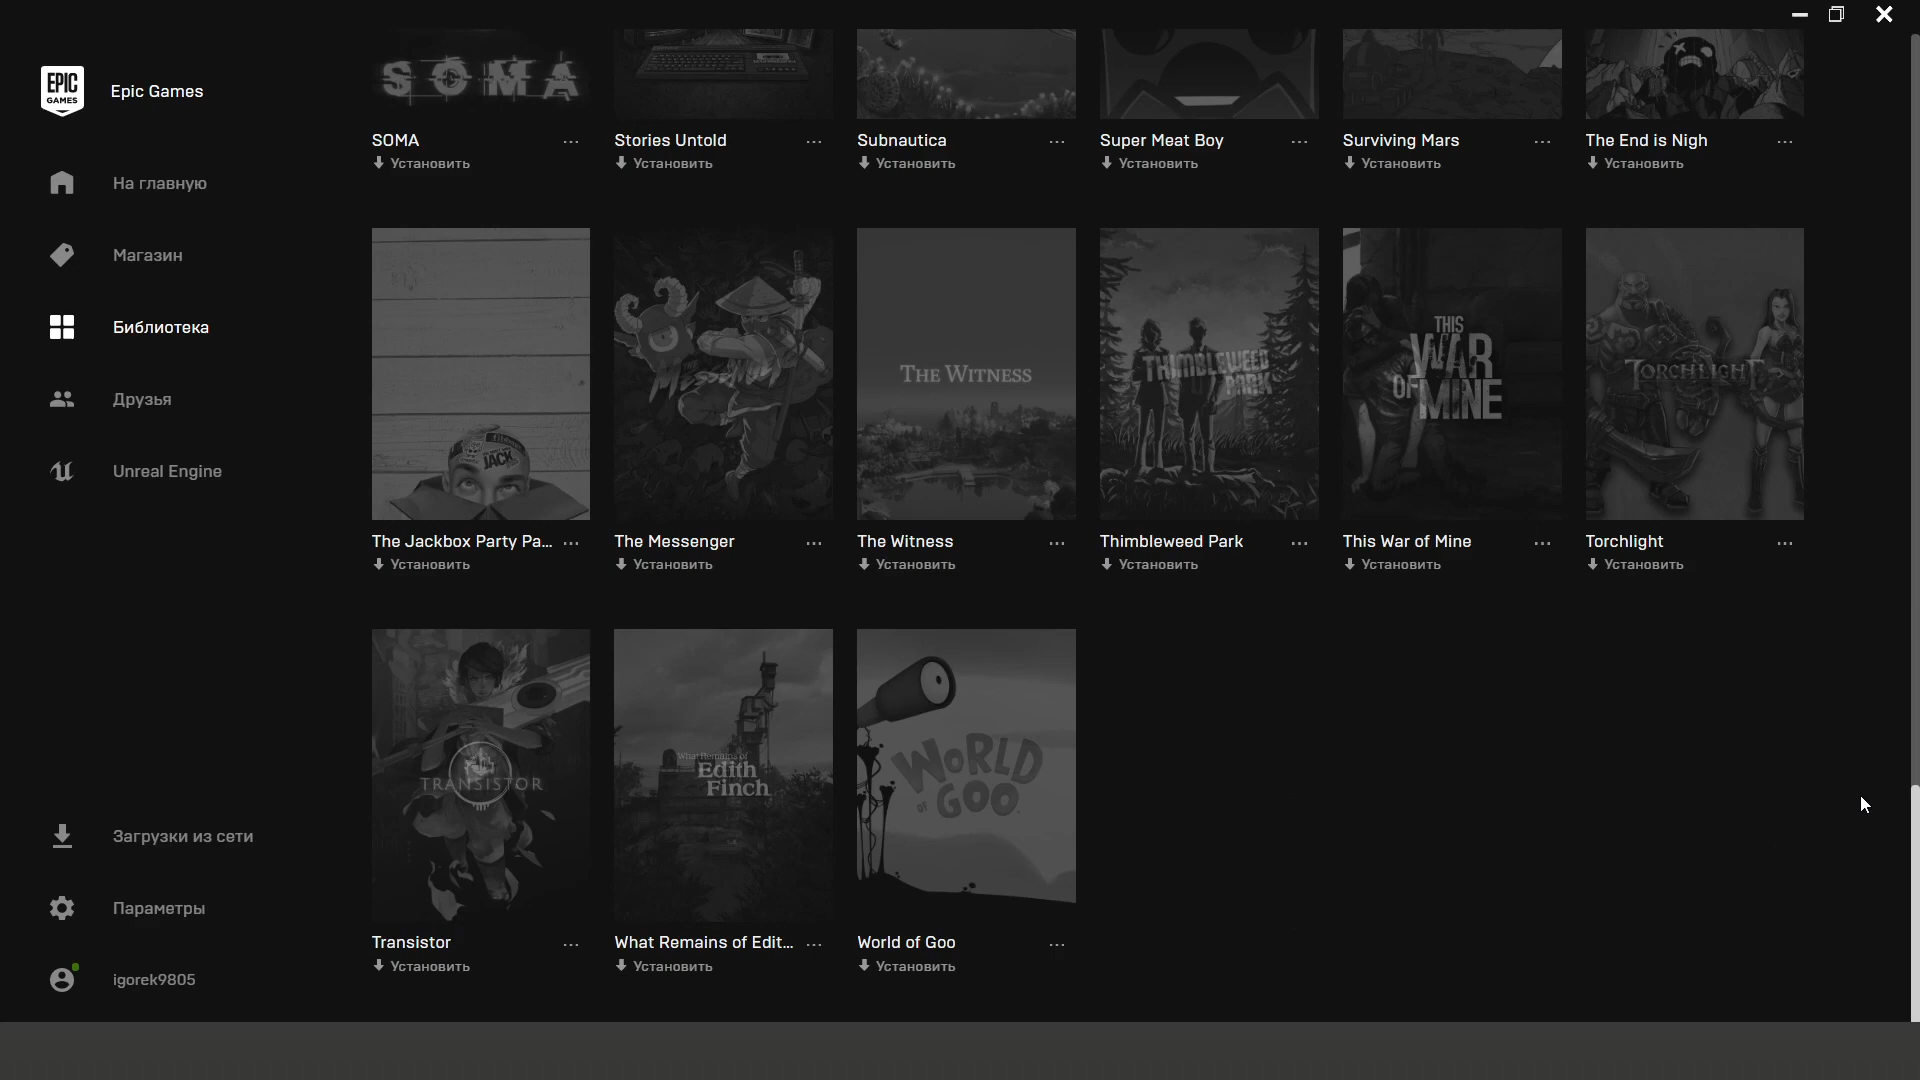 EPIC
GAMES
Epic Games
На главную
Магазин
Библиотека
Друзья
Unreal Engine
Загрузки из сети
Параметры
igorek9805
SOMA
SOMA
Установить
Stories Untold
Установить
Subnautica
Установить
Super Meat Boy
Установить
Surviving Mars
Установить
The End is Nigh
Установить
JACK
The Jackbox Party Pa...
Установить
The Messenger
Установить
THE WITNESS
The Witness
Установить
THIMBLEWEED
PARK
Thimbleweed Park
Установить
THIS
WAR
OF MINE
This War of Mine
Установить
TORCHLIGHT
Torchlight
Установить
TRANSISTOR
Transistor
Установить
What Remains of
Edith
Finch
What Remains of Edit...
Установить
WORLD
OF GOO
World of Goo
Установить